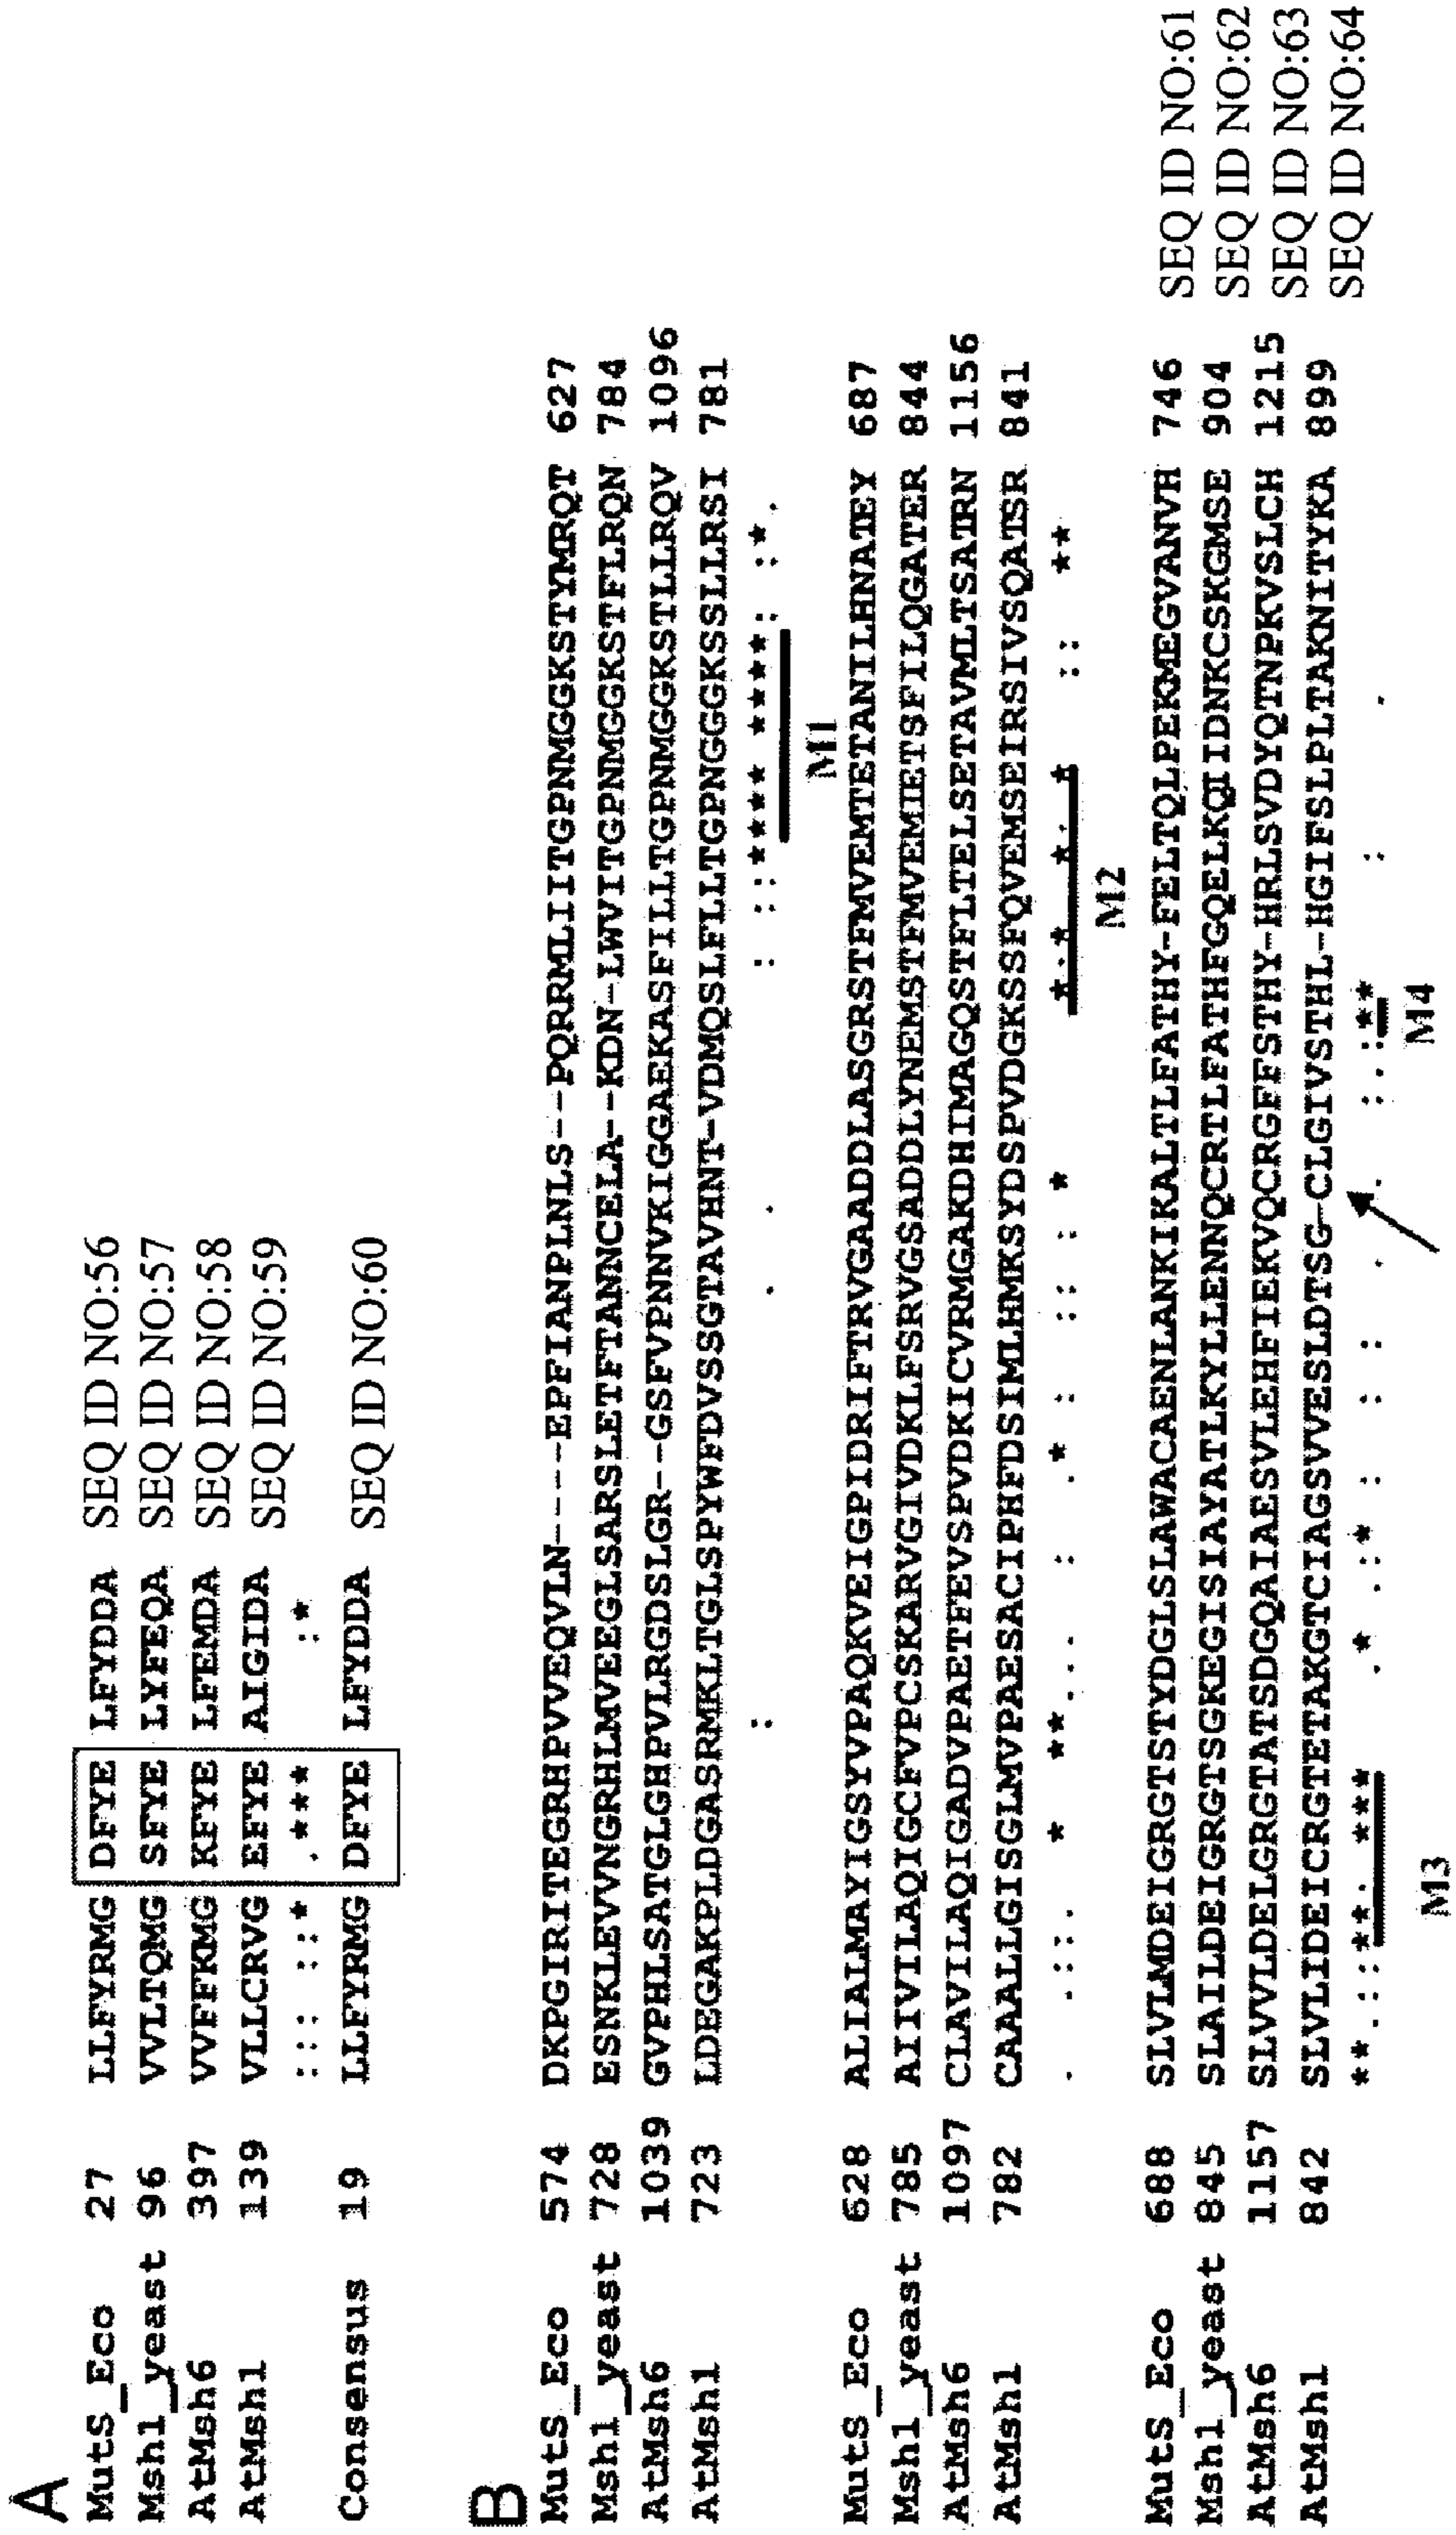 A
MutS_Eco 27 LLFYRMG DFYE LFYDDA SEQ ID NO:56
Msh1_yeast 96 VVLTQMG SFYE LYFEQA SEQ ID NO:57
AtMsh6 397 VVFFKMG KFYE LFEMDA SEQ ID NO:58
AtMsh1 139 VLLCRVG EFYE AIGIDA SEQ ID NO:59
::: ::* .*** :*
Consensus 19 LLFYRMG DFYE LFYDDA SEQ ID NO:60
B
MutS_Eco 574 DKPGIRITEGRHPVVEQVLN----EPFIANPLNLS--PQRRMLIITGPNMGGKSTYMRQT 627
Msh1_yeast 728 ESNKLEVVNGRHLMVEEGLSARSLETFTANNCELA--KDN-LWVITGPNMGGKSTFLRQN 784
AtMsh6 1039 GVPHLSATGLGHPVLRGDSLGR--GSFVPNNVKIGGAEKASFILLTGPNMGGKSTLLRQV 1096
AtMsh1 723 LDEGAKPLDGASRMKLTGLSPYWFDVSSGTAVHNT-VDMQSLFLLTGPNGGGKSSLLRSI 781
: . . : ::**** ****: :*.
M1
MutS_Eco 628 ALIALMAYIGSYVPAQKVEIGPIDRIFTRVGAADDLASGRSTFMVEMTETANILHNATEY 687
Msh1_yeast 785 AIIVILAQIGCFVPCSKARVGIVDKLFSRVGSADDLYNEMSTFMVEMIETSFILQGATER 844
AtMsh6 1097 CLAVILAQIGADVPAETFEVSPVDKICVRMGAKDHIMAGQSTFLTELSETAVMLTSATRN 1156
AtMsh1 782 CAAALLGISGLMVPAESACIPHFDSIMLHMKSYDSPVDGKSSFQVEMSEIRSIVSQATSR 841
. .::. * **... : .* : :: : * *.* *. * :: **
M2
MutS_Eco 688 SLVLMDEIGRGTSTYDGLSLAWACAENLANKIKALTLFATHY-FELTQLPEKMEGVANVH 746 SEQ ID NO:61
Msh1_yeast 845 SLAILDEIGRGTSGKEGISIAYATLKYLLENNQCRTLFATHFGQELKQIIDNKCSKGMSE 904 SEQ ID NO:62
AtMsh6 1157 SLVVLDELGRGTATSDGQAIAESVLEHFIEKVQCRGFFSTHY-HRLSVDYQTNPKVSLCH 1215 SEQ ID NO:63
AtMsh1 842 SLVLIDEICRGTETAKGTCIAGSVVESLDTSG-CLGIVSTHL-HGIFSLPLTAKNITYKA 899 SEQ ID NO:64
**.::**: *** .* .:* : : : . . :.:** : .
M3 M4